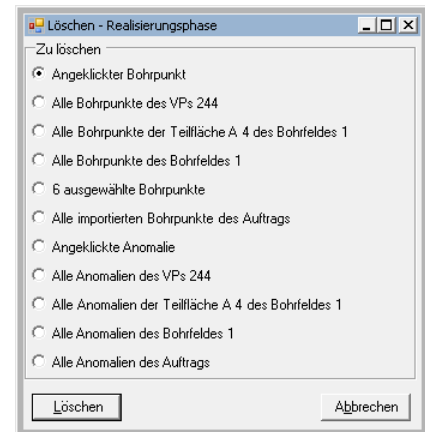 Löschen - Realisierungsphase
Zu löschen
Angeklickter Bohrpunkt
Alle Bohrpunkte des VPs 244
Alle Bohrpunkte der Teilfläche A 4 des Bohrfeldes 1
Alle Bohrpunkte des Bohrfeldes 1
6 ausgewählte Bohrpunkte
Alle importierten Bohrpunkte des Auftrags
Angeklickte Anomalie
Alle Anomalien des VPs 244
Alle Anomalien der Teilfläche A 4 des Bohrfeldes 1
Alle Anomalien des Bohrfeldes 1
Alle Anomalien des Auftrags
Löschen Abbrechen